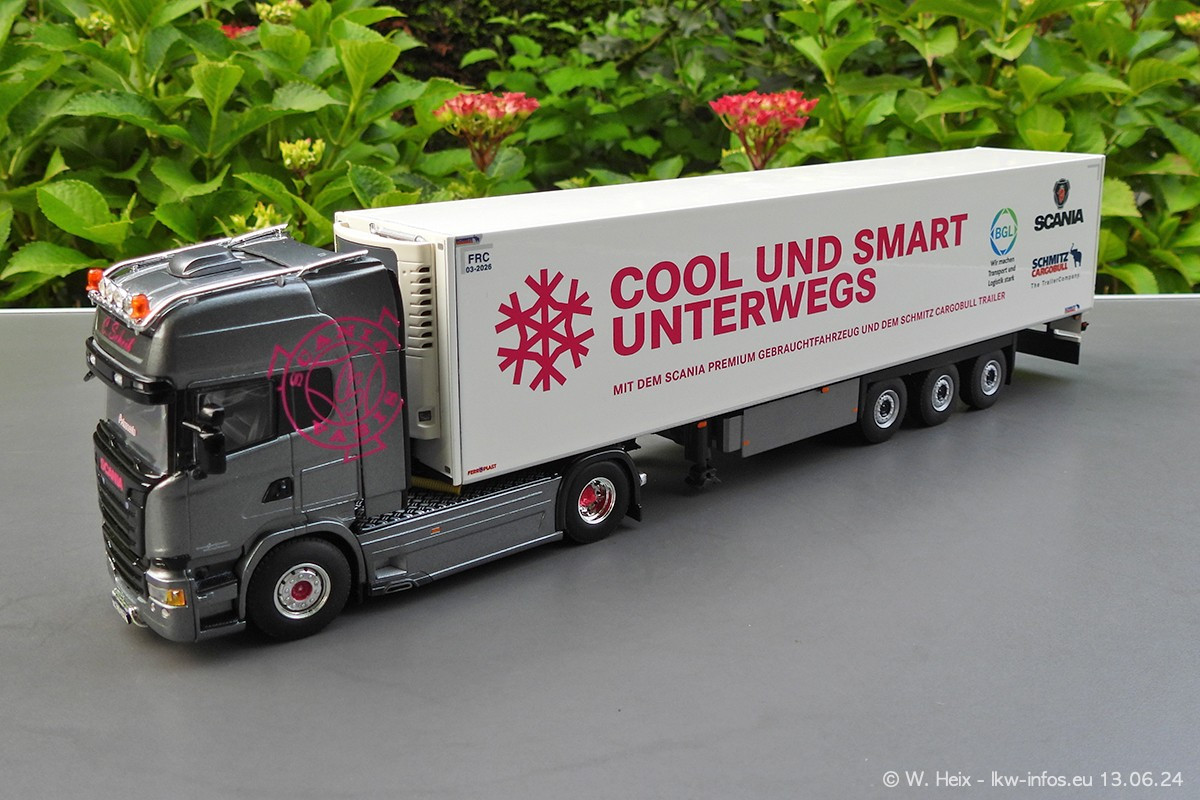 FRC
03-2026
COOL UND SMART
UNTERWEGS
MIT DEM SCANIA PREMIUM GEBRAUCHTFAHRZEUG UND DEM SCHMITZ CARGOBULL TRAILER
BGL
Wir machen
Transport und
Logistik stark
SCANIA
SCHMITZ
CARGOBULL
The TrailerCompany
SCANIA
FERROPLAST
© W. Heix - lkw-infos.eu 13.06.24